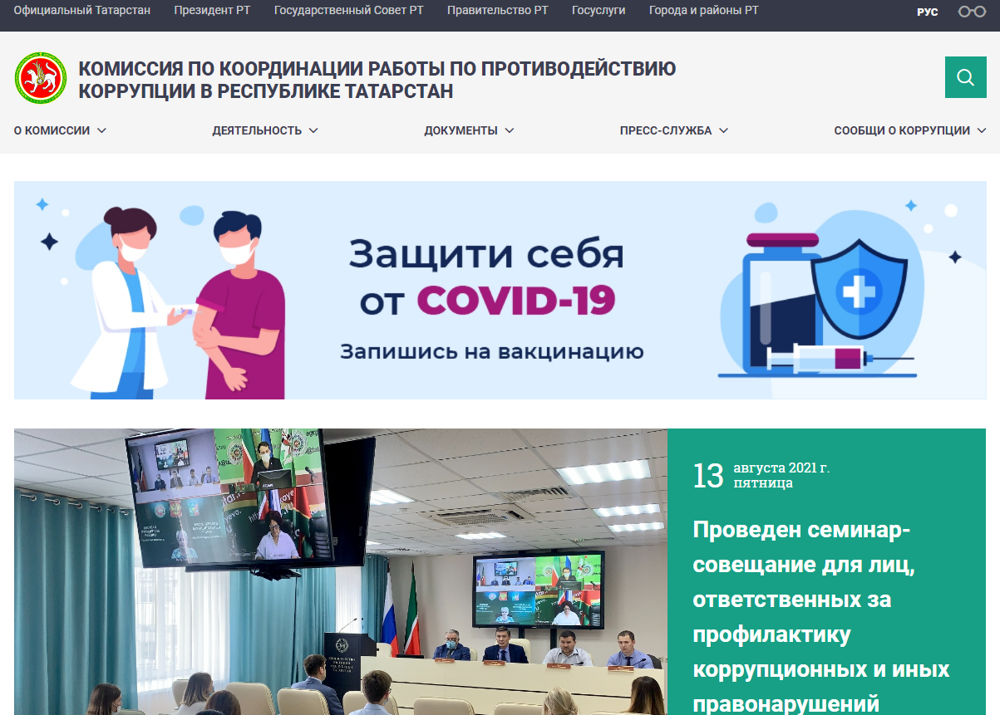 Официальный Татарстан Президент РТ Государственный Совет РТ Правительство РТ Госуслуги Города и районы РТ РУС
КОМИССИЯ ПО КООРДИНАЦИИ РАБОТЫ ПО ПРОТИВОДЕЙСТВИЮ
КОРРУПЦИИ В РЕСПУБЛИКЕ ТАТАРСТАН
О КОМИССИИ ДЕЯТЕЛЬНОСТЬ ДОКУМЕНТЫ ПРЕСС-СЛУЖБА СООБЩИ О КОРРУПЦИИ
Защити себя
от COVID-19
Запишись на вакцинацию
13 августа 2021 г.
пятница
Проведен семинар-
совещание для лиц,
ответственных за
профилактику
коррупционных и иных
правонарушений